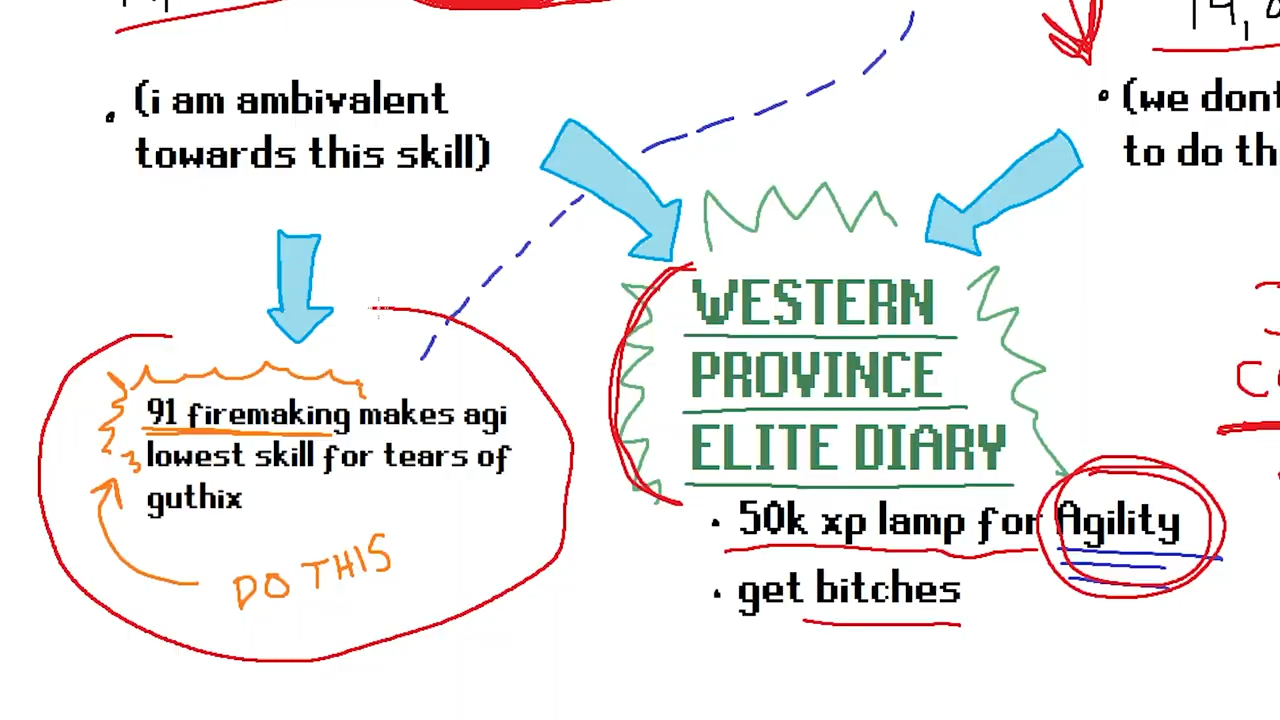 (i am ambivalent
towards this skill)
(we dont
to do
91 firemaking makes agi
lowest skill for tears of
guthix
DO THIS
WESTERN
PROVINCE
ELITE DIARY
50k xp lamp for Agility
get bitches